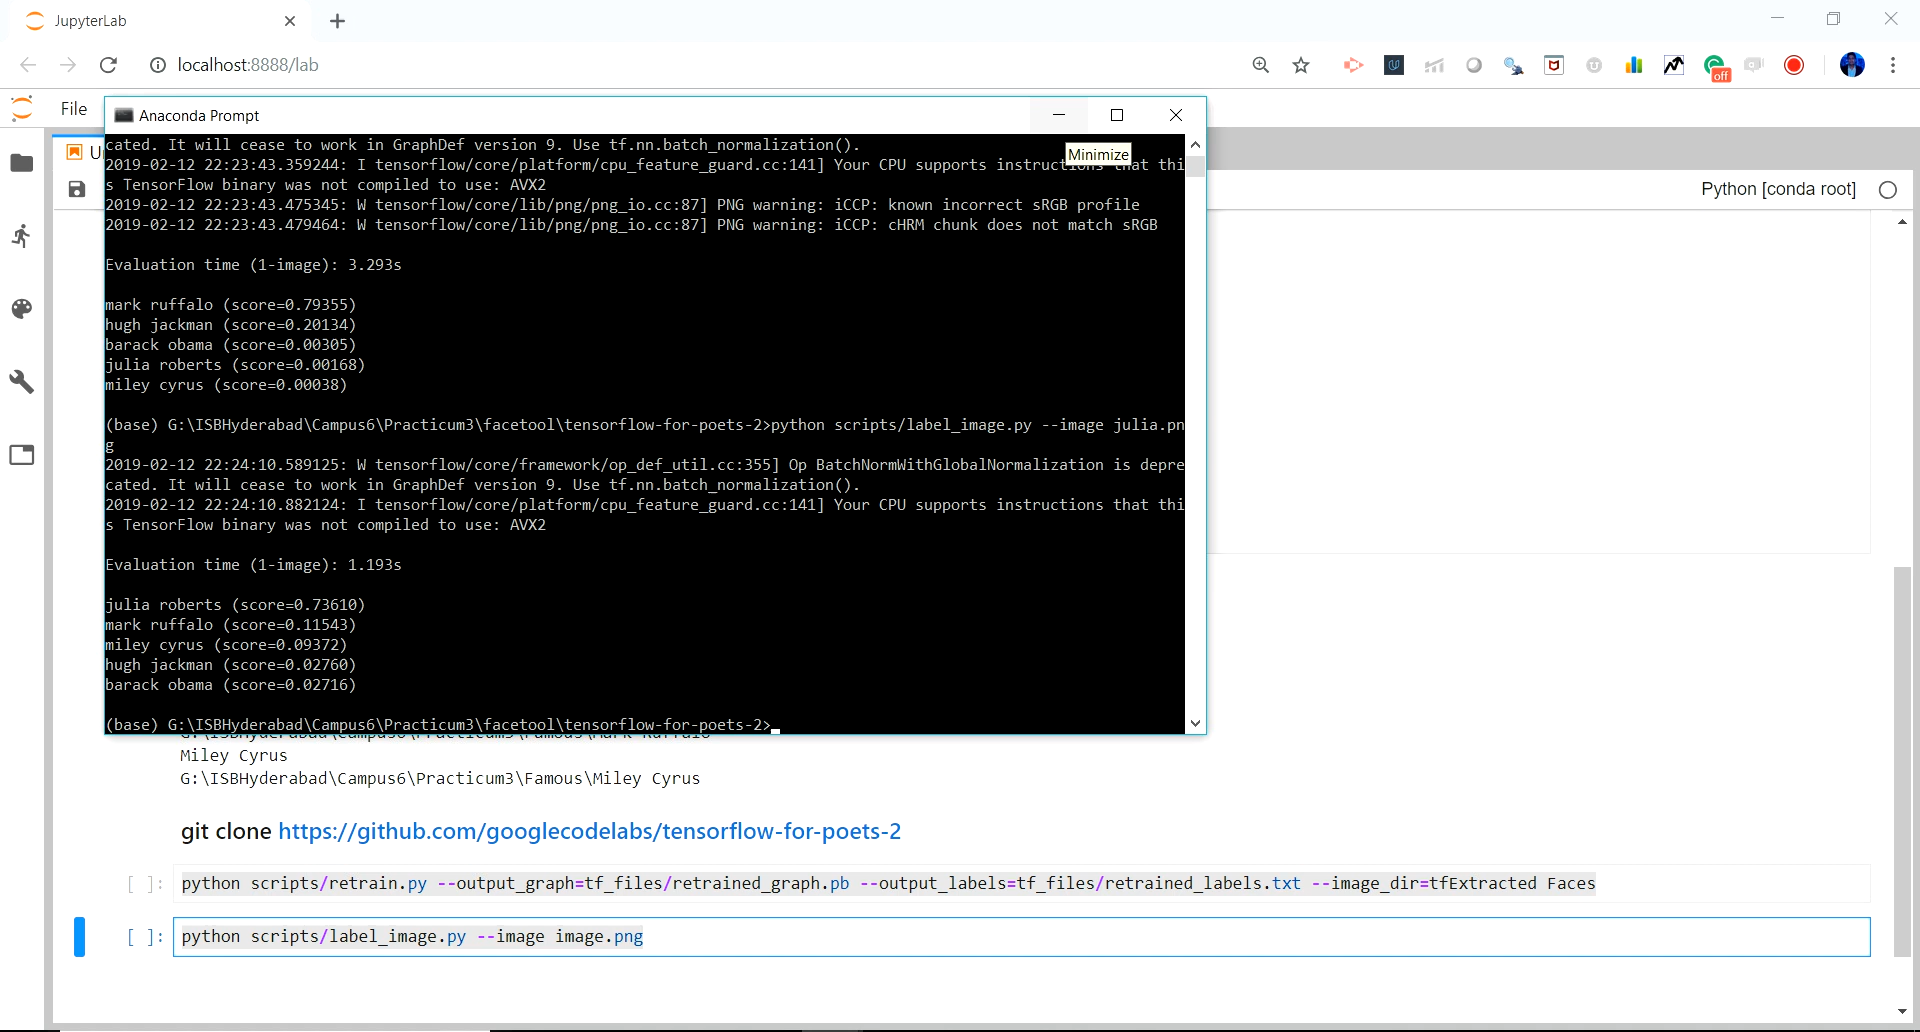 JupyterLab
localhost:8888/lab
off
File
Anaconda Prompt
Minimize
cated. It will cease to work in GraphDef version 9. Use tf.nn.batch_normalization().
2019-02-12 22:23:43.359244: I tensorflow/core/platform/cpu_feature_guard.cc:141] Your CPU supports instructions that thi
s TensorFlow binary was not compiled to use: AVX2
2019-02-12 22:23:43.475345: W tensorflow/core/lib/png/png_io.cc:87] PNG warning: iCCP: known incorrect sRGB profile
2019-02-12 22:23:43.479464: W tensorflow/core/lib/png/png_io.cc:87] PNG warning: iCCP: cHRM chunk does not match sRGB
Python [conda root]
Evaluation time (1-image): 3.293s
mark ruffalo (score=0.79355)
hugh jackman (score=0.20134)
barack obama (score=0.00305)
julia roberts (score=0.00168)
miley cyrus (score=0.00038)
(base) G:\ISBHyderabad\Campus6\Practicum3\facetool\tensorflow-for-poets-2>python scripts/label_image.py --image julia.pn
g
2019-02-12 22:24:10.589125: W tensorflow/core/framework/op_def_util.cc:355] Op BatchNormWithGlobalNormalization is depre
cated. It will cease to work in GraphDef version 9. Use tf.nn.batch_normalization().
2019-02-12 22:24:10.882124: I tensorflow/core/platform/cpu_feature_guard.cc:141] Your CPU supports instructions that thi
s TensorFlow binary was not compiled to use: AVX2
Evaluation time (1-image): 1.193s
julia roberts (score=0.73610)
mark ruffalo (score=0.11543)
miley cyrus (score=0.09372)
hugh jackman (score=0.02760)
barack obama (score=0.02716)
(base) G:\ISBHyderabad\Campus6\Practicum3\facetool\tensorflow-for-poets-2>
Miley Cyrus
G:\ISBHyderabad\Campus6\Practicum3\Famous\Miley Cyrus
git clone https://github.com/googlecodelabs/tensorflow-for-poets-2
[ ]: python scripts/retrain.py --output_graph=tf_files/retrained_graph.pb --output_labels=tf_files/retrained_labels.txt --image_dir=tfExtracted Faces
[ ]: python scripts/label_image.py --image image.png